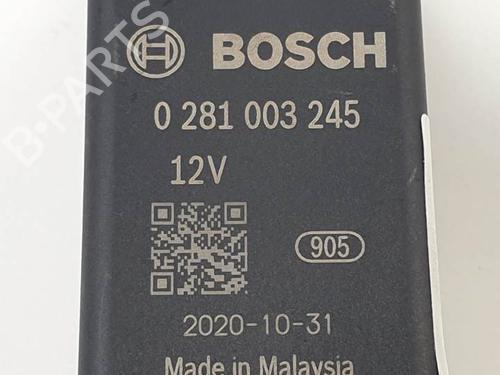 BOSCH
0 281 003 245
12V
905
2020-10-31
Made in Malaysia
B-PARTS